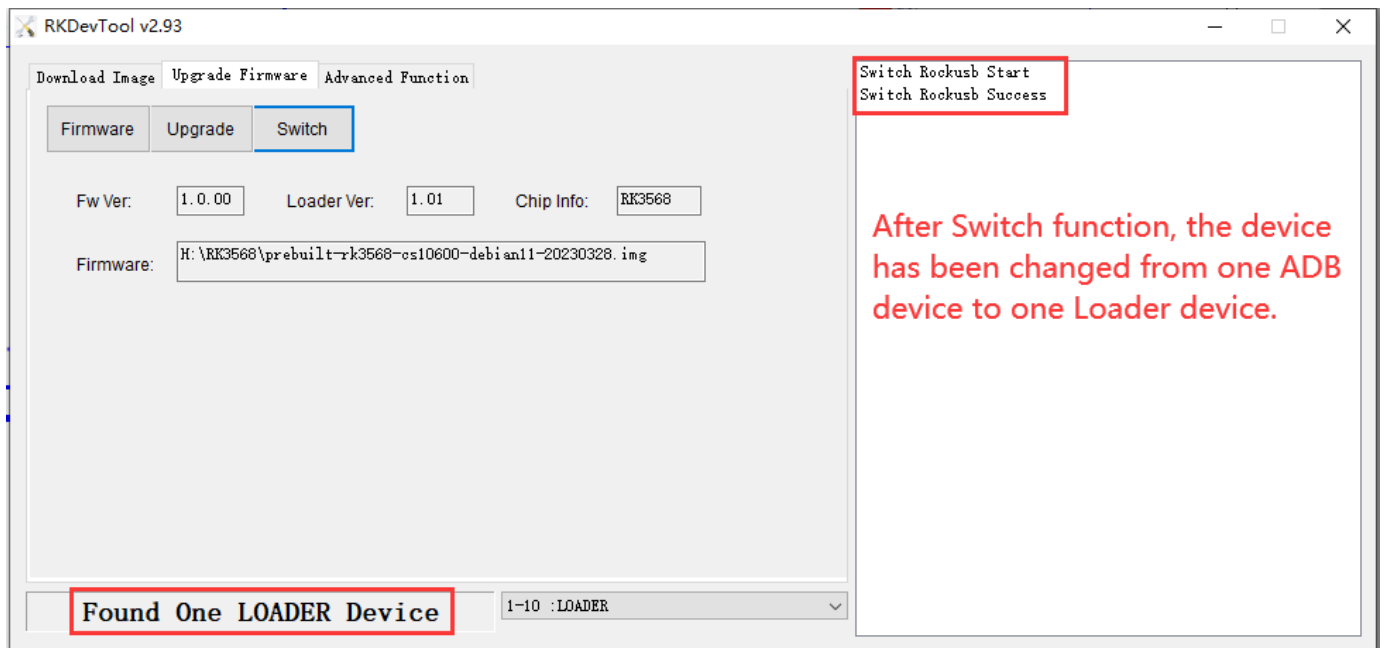 RKDevTool v2.93
Download Image Upgrade Firmware Advanced Function
Firmware Upgrade Switch
Fw Ver: 1.0.00 Loader Ver: 1.01 Chip Info: RK3568
Firmware: H:\RK3568\prebuilt-rk3568-cs10600-debian11-20230328.img
Found One LOADER Device 1-10 :LOADER
Switch Rockusb Start
Switch Rockusb Success
After Switch function, the device
has been changed from one ADB
device to one Loader device.